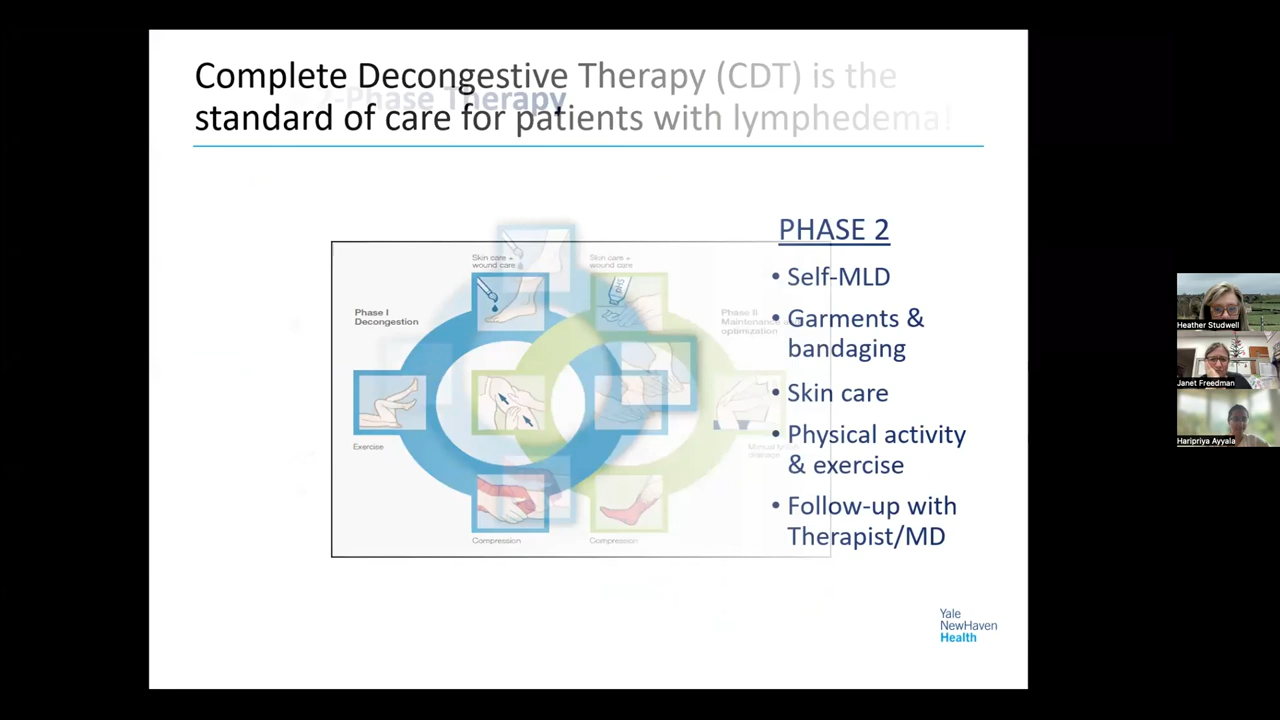 Complete Decongestive Therapy (CDT) is the
-Phase Therapy
standard of care for patients with lymphedema!
PHASE 2
• Self-MLD
• Garments &
bandaging
• Skin care
• Physical activity
& exercise
• Follow-up with
Therapist/MD
Skin care +
wound care
Skin care +
wound care
Phase I
Decongestion
Phase II
Maintenance
optimization
Exercise
Manual
drainage
Compression
Compression
Yale
NewHaven
Health
Heather Studwell
Janet Freedman
Haripriya Ayyala